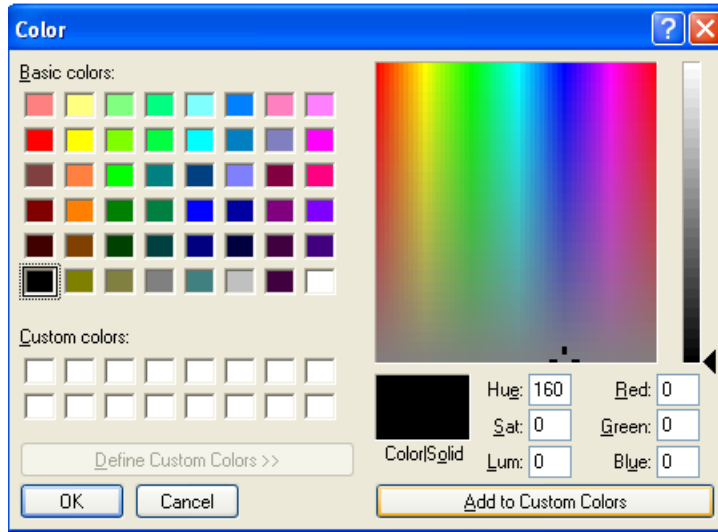 Color
Basic colors:
Custom colors:
Define Custom Colors >>
OK Cancel
Color|Solid
Hue: 160 Red: 0
Sat: 0 Green: 0
Lum: 0 Blue: 0
Add to Custom Colors